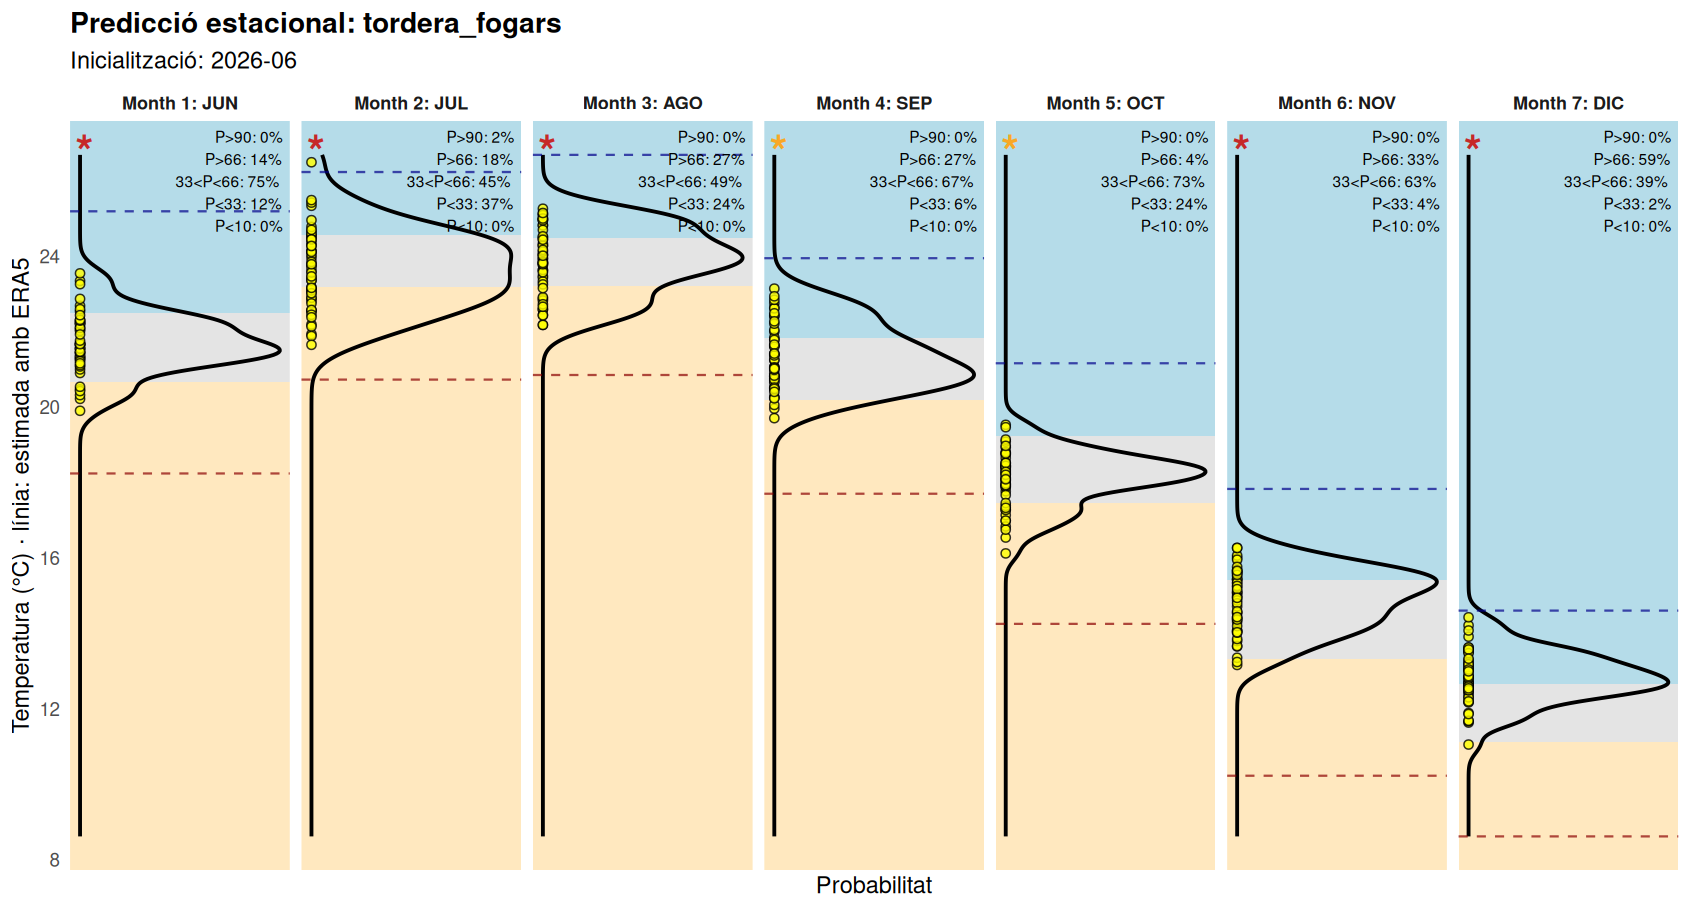 Predicció estacional: tordera_fogars
Inicialització: 2026-06
Month 1: JUN
Month 2: JUL
Month 3: AGO
Month 4: SEP
Month 5: OCT
Month 6: NOV
Month 7: DIC
*
P>90: 0%
P>66: 14%
33<P<66: 75%
P<33: 12%
P<10: 0%
*
P>90: 2%
P>66: 18%
33<P<66: 45%
P<33: 37%
P<10: 0%
*
P>90: 0%
P>66: 27%
33<P<66: 49%
P<33: 24%
P<10: 0%
*
P>90: 0%
P>66: 27%
33<P<66: 67%
P<33: 6%
P<10: 0%
*
P>90: 0%
P>66: 4%
33<P<66: 73%
P<33: 24%
P<10: 0%
*
P>90: 0%
P>66: 33%
33<P<66: 63%
P<33: 4%
P<10: 0%
*
P>90: 0%
P>66: 59%
33<P<66: 39%
P<33: 2%
P<10: 0%
Temperatura (°C) · línia: estimada amb ERA5
24
20
16
12
8
Probabilitat